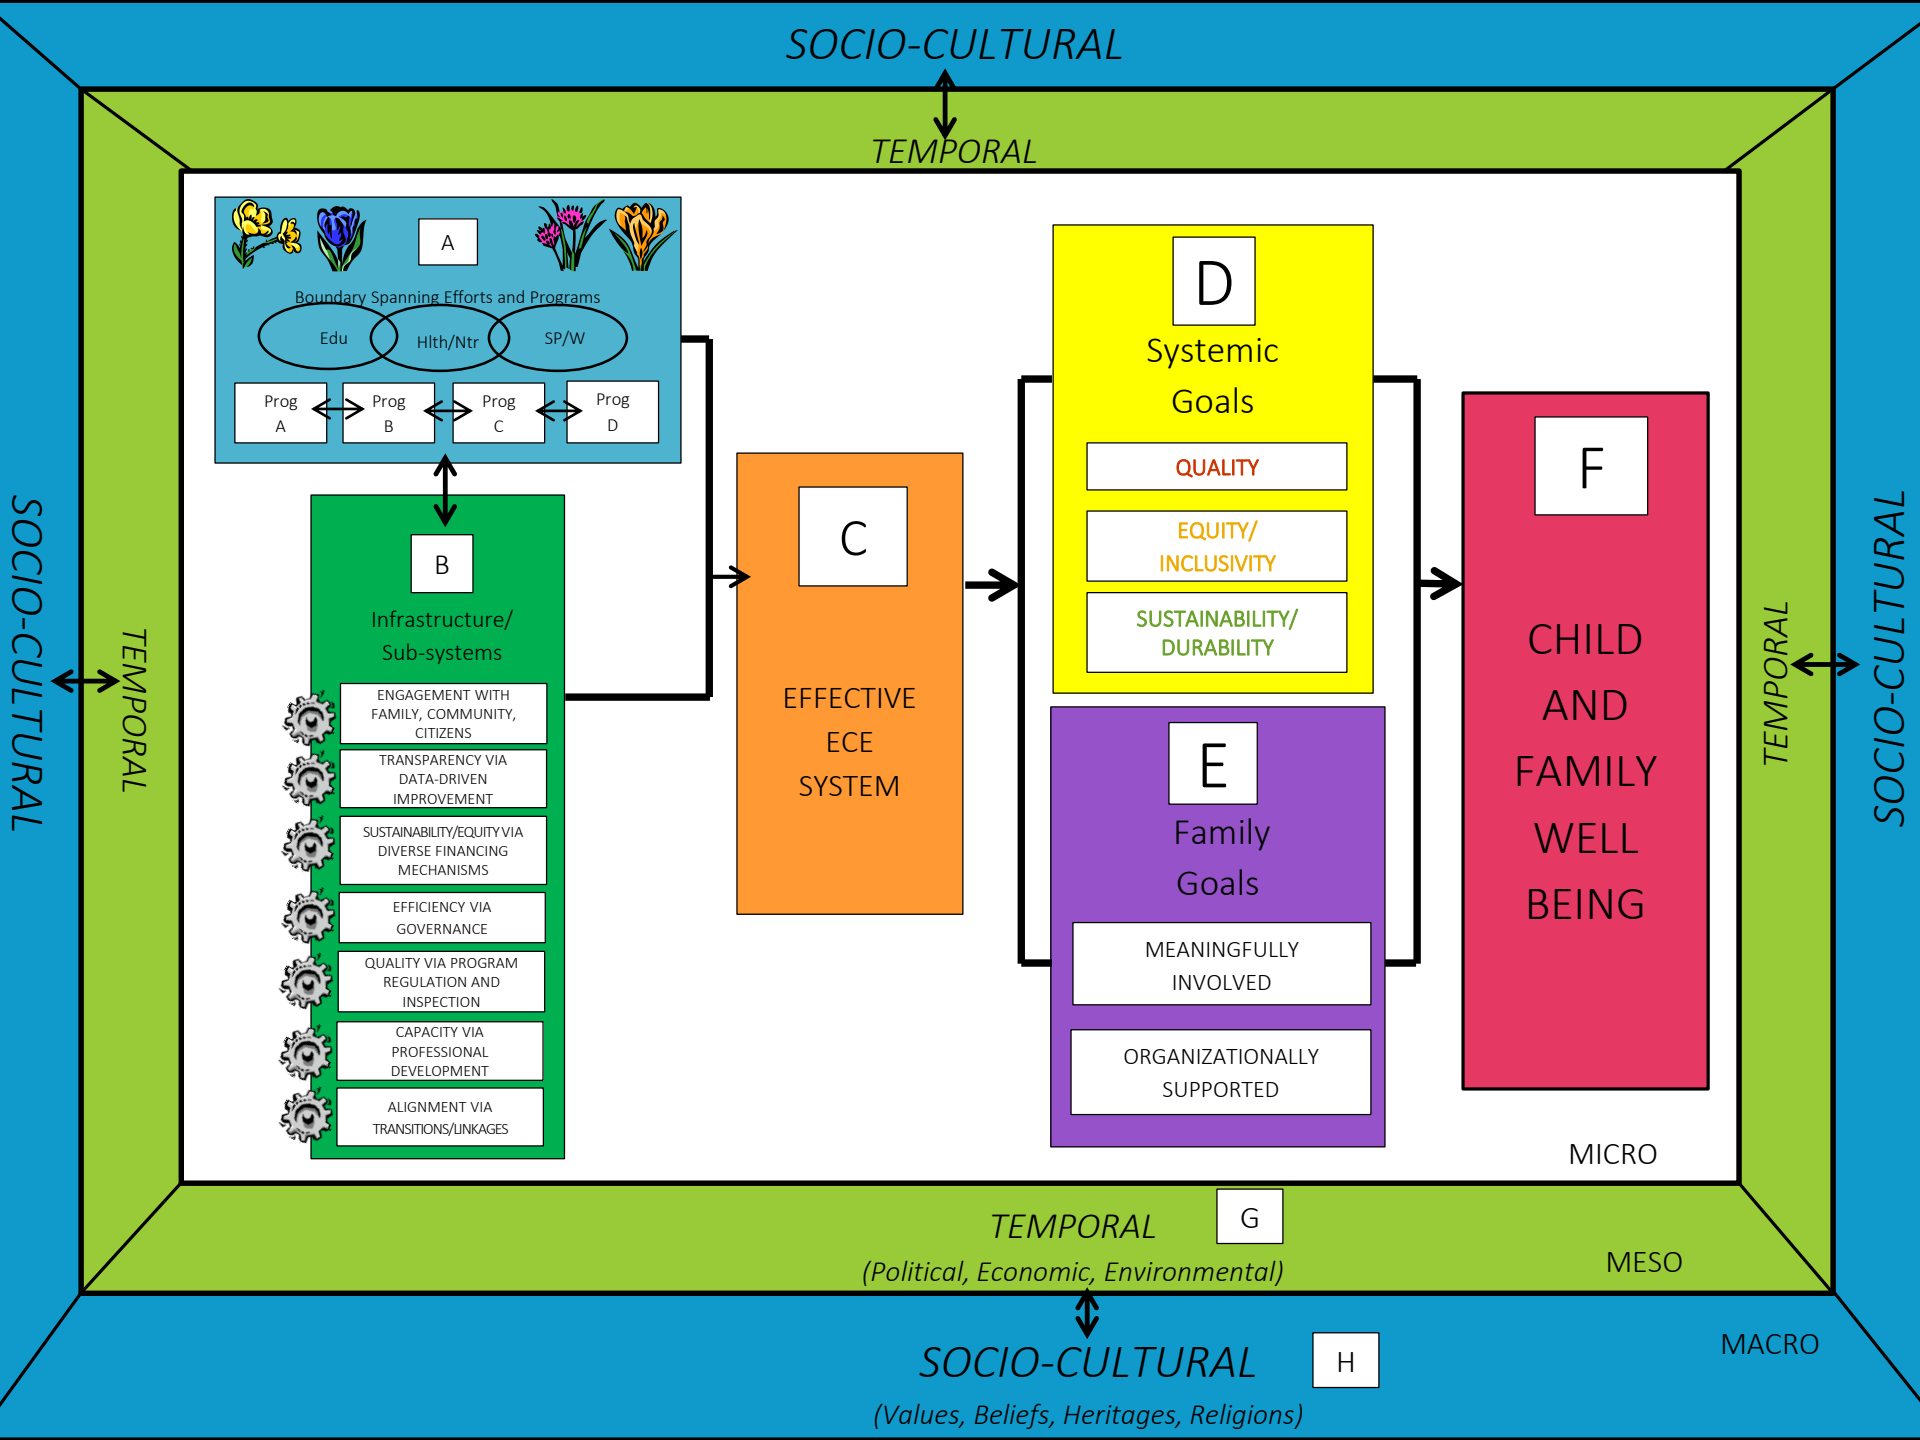 SOCIO-CULTURAL
TEMPORAL
SOCIO-CULTURAL
TEMPORAL
A
Boundary Spanning Efforts and Programs
Edu
Hlth/Ntr
SP/W
Prog
A
Prog
B
Prog
C
Prog
D
B
Infrastructure/
Sub-systems
ENGAGEMENT WITH
FAMILY, COMMUNITY,
CITIZENS
TRANSPARENCY VIA
DATA-DRIVEN
IMPROVEMENT
SUSTAINABILITY/EQUITY VIA
DIVERSE FINANCING
MECHANISMS
EFFICIENCY VIA
GOVERNANCE
QUALITY VIA PROGRAM
REGULATION AND
INSPECTION
CAPACITY VIA
PROFESSIONAL
DEVELOPMENT
ALIGNMENT VIA
TRANSITIONS/LINKAGES
C
EFFECTIVE
ECE
SYSTEM
D
Systemic
Goals
QUALITY
EQUITY/
INCLUSIVITY
SUSTAINABILITY/
DURABILITY
E
Family
Goals
MEANINGFULLY
INVOLVED
ORGANIZATIONALLY
SUPPORTED
F
CHILD
AND
FAMILY
WELL
BEING
MICRO
TEMPORAL
SOCIO-CULTURAL
TEMPORAL
G
(Political, Economic, Environmental)
MESO
SOCIO-CULTURAL
H
(Values, Beliefs, Heritages, Religions)
MACRO